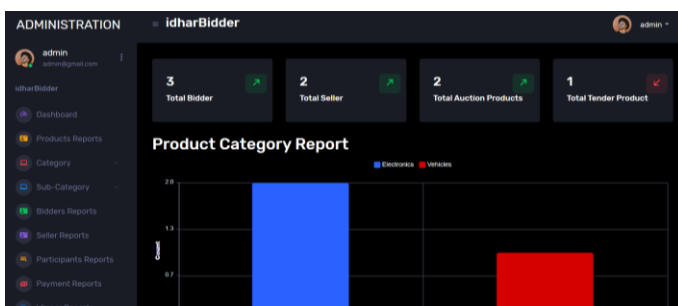 ADMINISTRATION
idharBidder
admin
admin
admin@gmail.com
idharBidder
Dashboard
Products Reports
Category
Sub-Category
Bidders Reports
Seller Reports
Participants Reports
Payment Reports
3
Total Bidder
2
Total Seller
2
Total Auction Products
1
Total Tender Product
Product Category Report
Electronics
Vehicles
2.0
1.3
0.7
Count